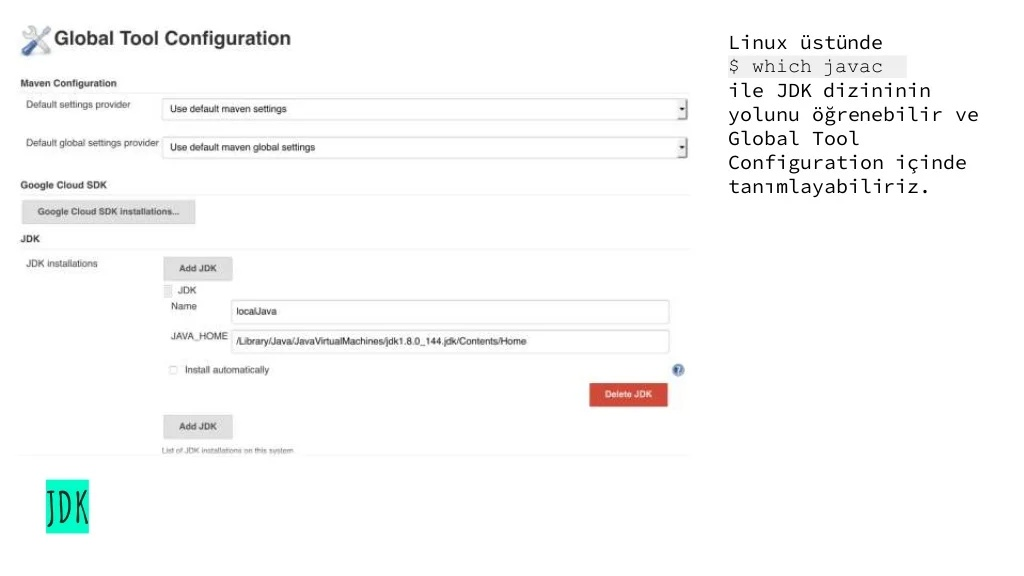 Global Tool Configuration
Maven Configuration
Default settings provider
Use default maven settings
Default global settings provider
Use default maven global settings
Google Cloud SDK
Google Cloud SDK installations...
JDK
JDK installations
Add JDK
JDK
Name
localJava
JAVA_HOME
/Library/Java/JavaVirtualMachines/jdk1.8.0_144.jdk/Contents/Home
Install automatically
Delete JDK
Add JDK
List of JDK installations on this system
Linux üstünde
$ which javac
ile JDK dizininin
yolunu öğrenebilir ve
Global Tool
Configuration içinde
tanımlayabiliriz.
JDK